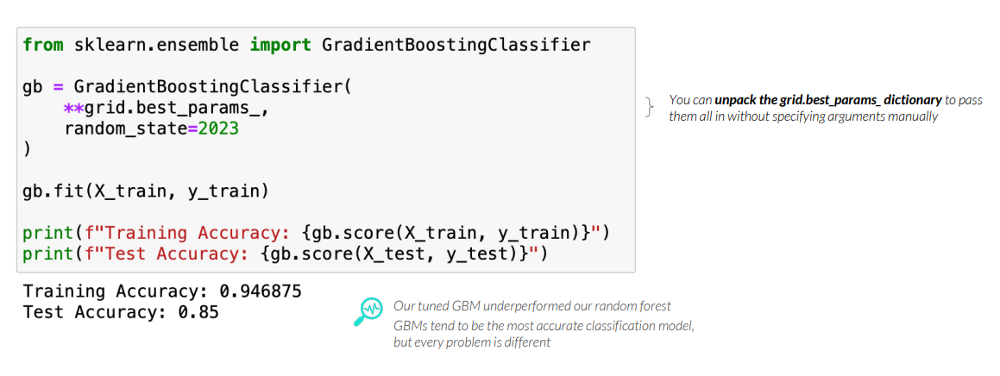 from sklearn.ensemble import GradientBoostingClassifier
gb = GradientBoostingClassifier(
    **grid.best_params_,
    random_state=2023
)
gb.fit(X_train, y_train)
print(f"Training Accuracy: {gb.score(X_train, y_train)}")
print(f"Test Accuracy: {gb.score(X_test, y_test)}")
Training Accuracy: 0.946875
Test Accuracy: 0.85
You can unpack the grid.best_params_ dictionary to pass
them all in without specifying arguments manually
Our tuned GBM underperformed our random forest
GBMs tend to be the most accurate classification model,
but every problem is different